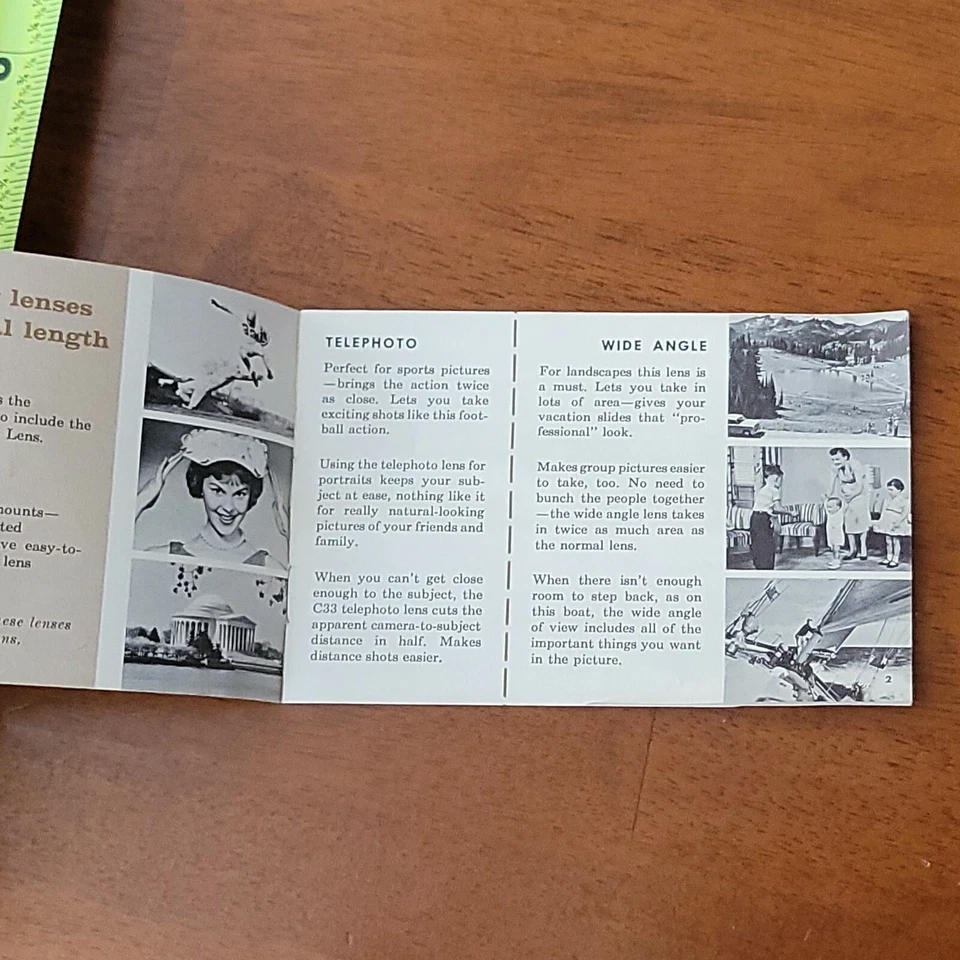 lenses
length
s the
o include the
Lens.
ounts—
ted
ve easy-to-
lens
ese lenses
ns,
TELEPHOTO
Perfect for sports pictures
—brings the action twice
as close. Lets you take
exciting shots like this foot-
ball action.
Using the telephoto lens for
portraits keeps your sub-
ject at ease, nothing like it
for really natural-looking
pictures of your friends and
family.
When you can't get close
enough to the subject, the
C33 telephoto lens cuts the
apparent camera-to-subject
distance in half. Makes
distance shots easier.
WIDE ANGLE
For landscapes this lens is
a must. Lets you take in
lots of area—gives your
vacation slides that "pro-
fessional" look.
Makes group pictures easier
to take, too. No need to
bunch the people together
—the wide angle lens takes
in twice as much area as
the normal lens.
When there isn't enough
room to step back, as on
this boat, the wide angle
of view includes all of the
important things you want
in the picture.
2